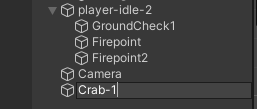 player-idle-2
GroundCheck1
Firepoint
Firepoint2
Camera
Crab-1